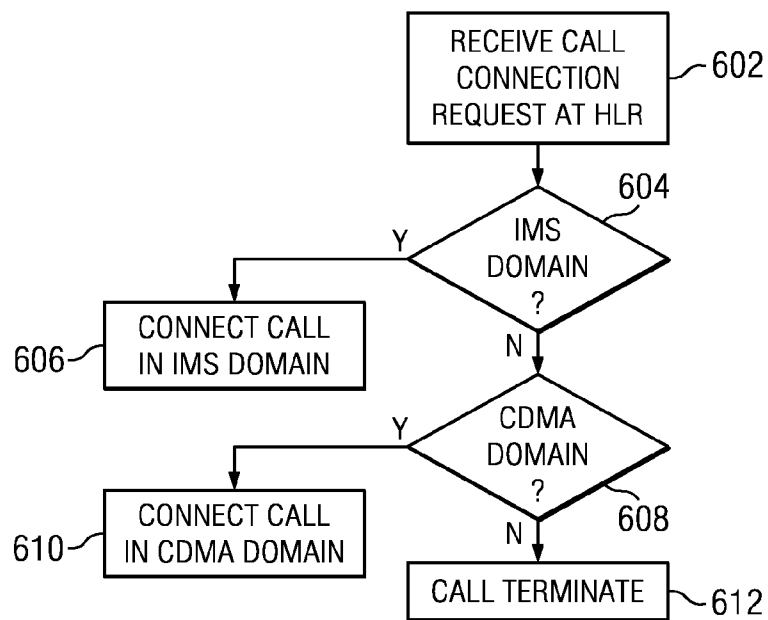 RECEIVE CALL
CONNECTION
REQUEST AT HLR
602
604
IMS
DOMAIN
?
Y
N
CONNECT CALL
IN IMS DOMAIN
606
CDMA
DOMAIN
?
Y
N
608
CONNECT CALL
IN CDMA DOMAIN
610
CALL TERMINATE
612